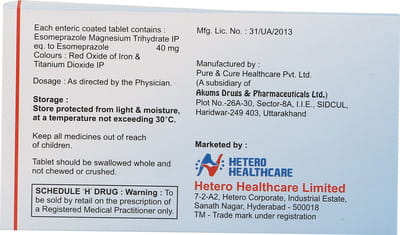 Each enteric coated tablet contains :
Esomeprazole Magnesium Trihydrate IP
eq. to Esomeprazole 40 mg
Colours : Red Oxide of Iron &
Titanium Dioxide IP
Dosage : As directed by the Physician.
Storage :
Store protected from light & moisture,
at a temperature not exceeding 30°C.
Keep all medicines out of reach
of children.
Tablet should be swallowed whole and
not chewed or crushed.
SCHEDULE 'H' DRUG : Warning : To
be sold by retail on the prescription of
a Registered Medical Practitioner only.
Mfg. Lic. No. : 31/UA/2013
Manufactured by :
Pure & Cure Healthcare Pvt. Ltd.
(A subsidiary of
Akums Drugs & Pharmaceuticals Ltd.)
Plot No.-26A-30, Sector-8A, I.I.E., SIDCUL,
Haridwar-249 403, Uttarakhand
Marketed by :
HETERO
HEALTHCARE
Hetero Healthcare Limited
7-2-A2, Hetero Corporate, Industrial Estate,
Sanath Nagar, Hyderabad - 500018
TM - Trade mark under registration